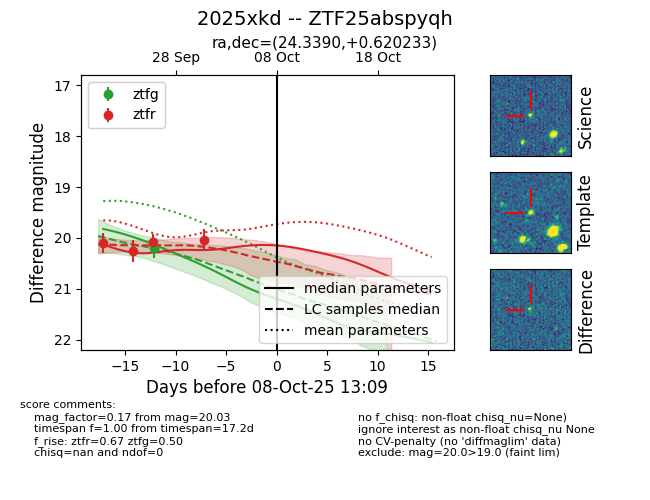 2025xkd -- ZTF25abspyqh
ra,dec=(24.3390,+0.620233)
28 Sep 08 Oct 18 Oct
17
18
19
20
21
22
Difference magnitude
ztfg
ztfr
median parameters
LC samples median
mean parameters
−15 −10 −5 0 5 10 15
Days before 08-Oct-25 13:09
Science
Template
Difference
score comments:
mag_factor=0.17 from mag=20.03
timespan f=1.00 from timespan=17.2d
f_rise: ztfr=0.67 ztfg=0.50
chisq=nan and ndof=0
no f_chisq: non-float chisq_nu=None)
ignore interest as non-float chisq_nu None
no CV-penalty (no 'diffmaglim' data)
exclude: mag=20.0>19.0 (faint lim)